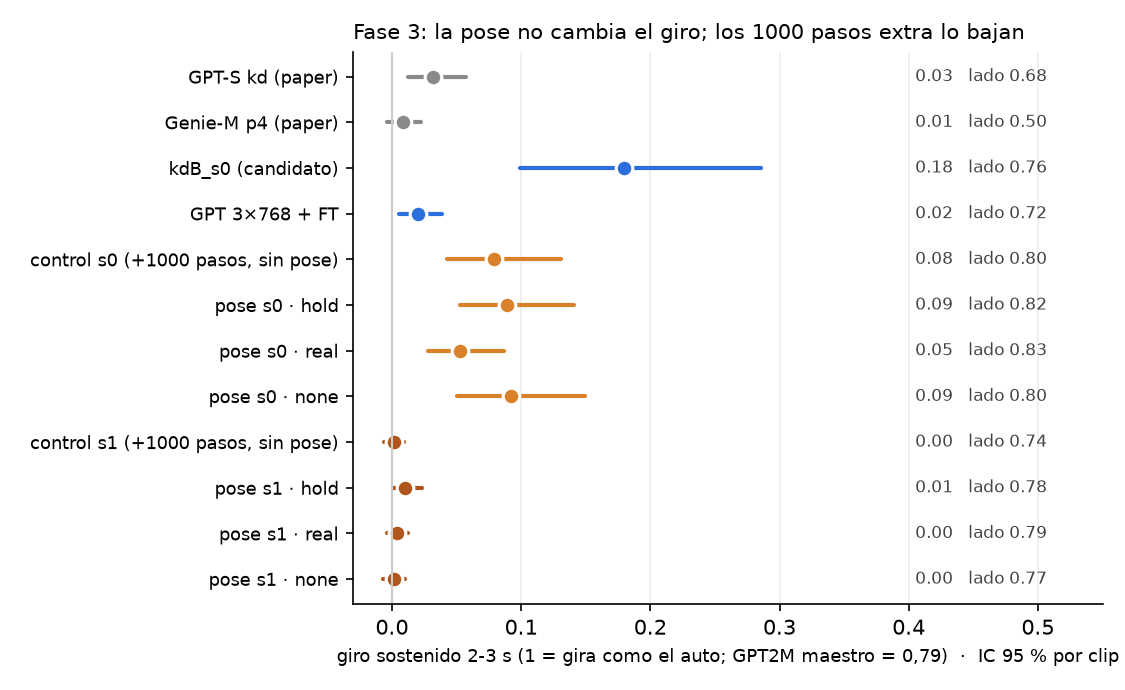 Fase 3: la pose no cambia el giro; los 1000 pasos extra lo bajan
GPT-S kd (paper) 0.03 lado 0.68
Genie-M p4 (paper) 0.01 lado 0.50
kdB_s0 (candidato) 0.18 lado 0.76
GPT 3×768 + FT 0.02 lado 0.72
control s0 (+1000 pasos, sin pose) 0.08 lado 0.80
pose s0 · hold 0.09 lado 0.82
pose s0 · real 0.05 lado 0.83
pose s0 · none 0.09 lado 0.80
control s1 (+1000 pasos, sin pose) 0.00 lado 0.74
pose s1 · hold 0.01 lado 0.78
pose s1 · real 0.00 lado 0.79
pose s1 · none 0.00 lado 0.77
0.0 0.1 0.2 0.3 0.4 0.5
giro sostenido 2-3 s (1 = gira como el auto; GPT2M maestro = 0,79) · IC 95 % por clip